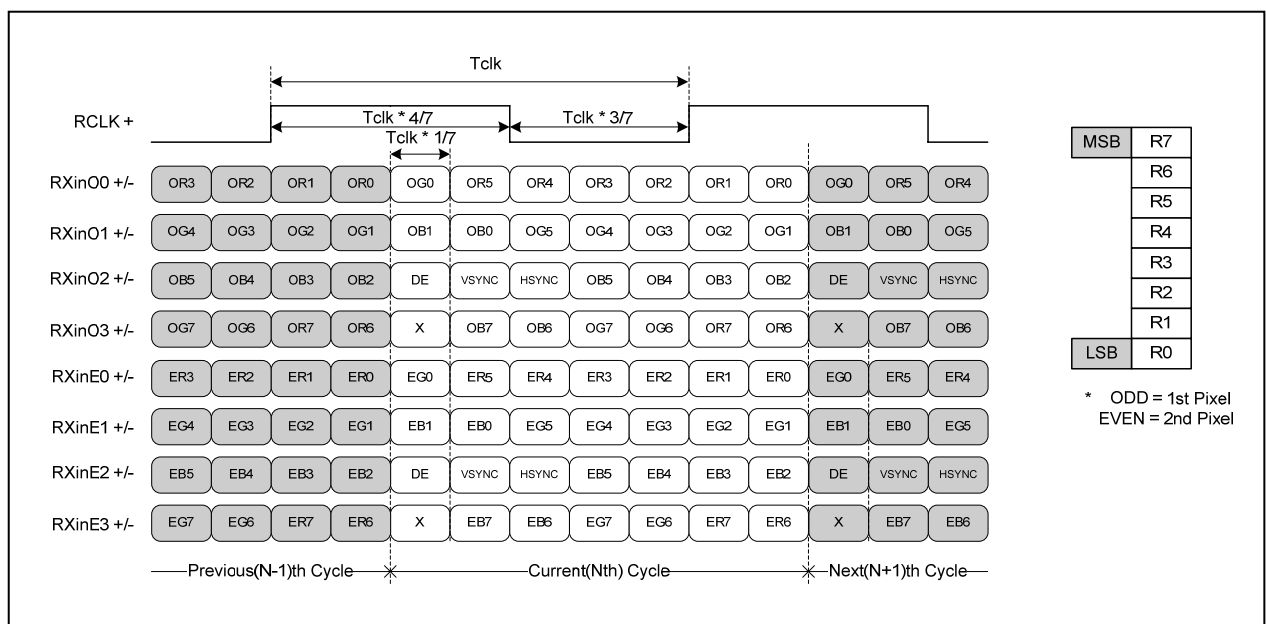 Tclk
RCLK +
Tclk * 4/7 Tclk * 3/7
Tclk * 1/7
RXinO0 +/- OR3 OR2 OR1 OR0 OG0 OR5 OR4 OR3 OR2 OR1 OR0 OG0 OR5 OR4
RXinO1 +/- OG4 OG3 OG2 OG1 OB1 OB0 OG5 OG4 OG3 OG2 OG1 OB1 OB0 OG5
RXinO2 +/- OB5 OB4 OB3 OB2 DE VSYNC HSYNC OB5 OB4 OB3 OB2 DE VSYNC HSYNC
RXinO3 +/- OG7 OG6 OR7 OR6 X OB7 OB6 OG7 OG6 OR7 OR6 X OB7 OB6
RXinE0 +/- ER3 ER2 ER1 ER0 EG0 ER5 ER4 ER3 ER2 ER1 ER0 EG0 ER5 ER4
RXinE1 +/- EG4 EG3 EG2 EG1 EB1 EB0 EG5 EG4 EG3 EG2 EG1 EB1 EB0 EG5
RXinE2 +/- EB5 EB4 EB3 EB2 DE VSYNC HSYNC EB5 EB4 EB3 EB2 DE VSYNC HSYNC
RXinE3 +/- EG7 EG6 ER7 ER6 X EB7 EB6 EG7 EG6 ER7 ER6 X EB7 EB6
Previous(N-1)th Cycle Current(Nth) Cycle Next(N+1)th Cycle
MSB R7
R6
R5
R4
R3
R2
R1
LSB R0
* ODD = 1st Pixel
EVEN = 2nd Pixel